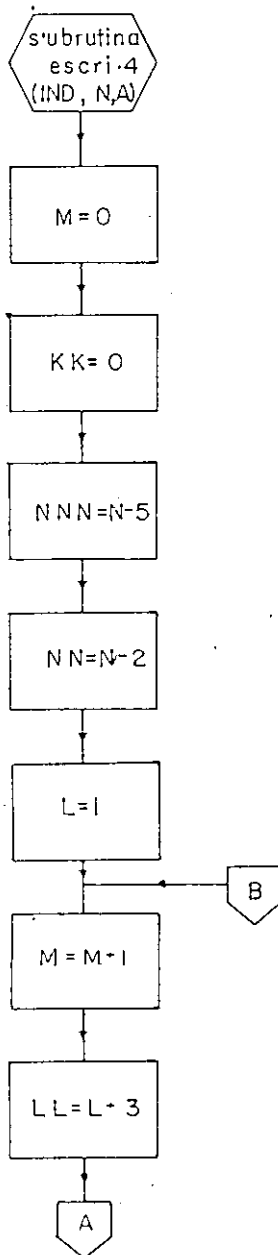 subrutina
escri·4
(IND, N,A)
M=0
KK=0
NNN=N-5
NN=N-2
L=1
B
M=M+1
LL=L+3
A